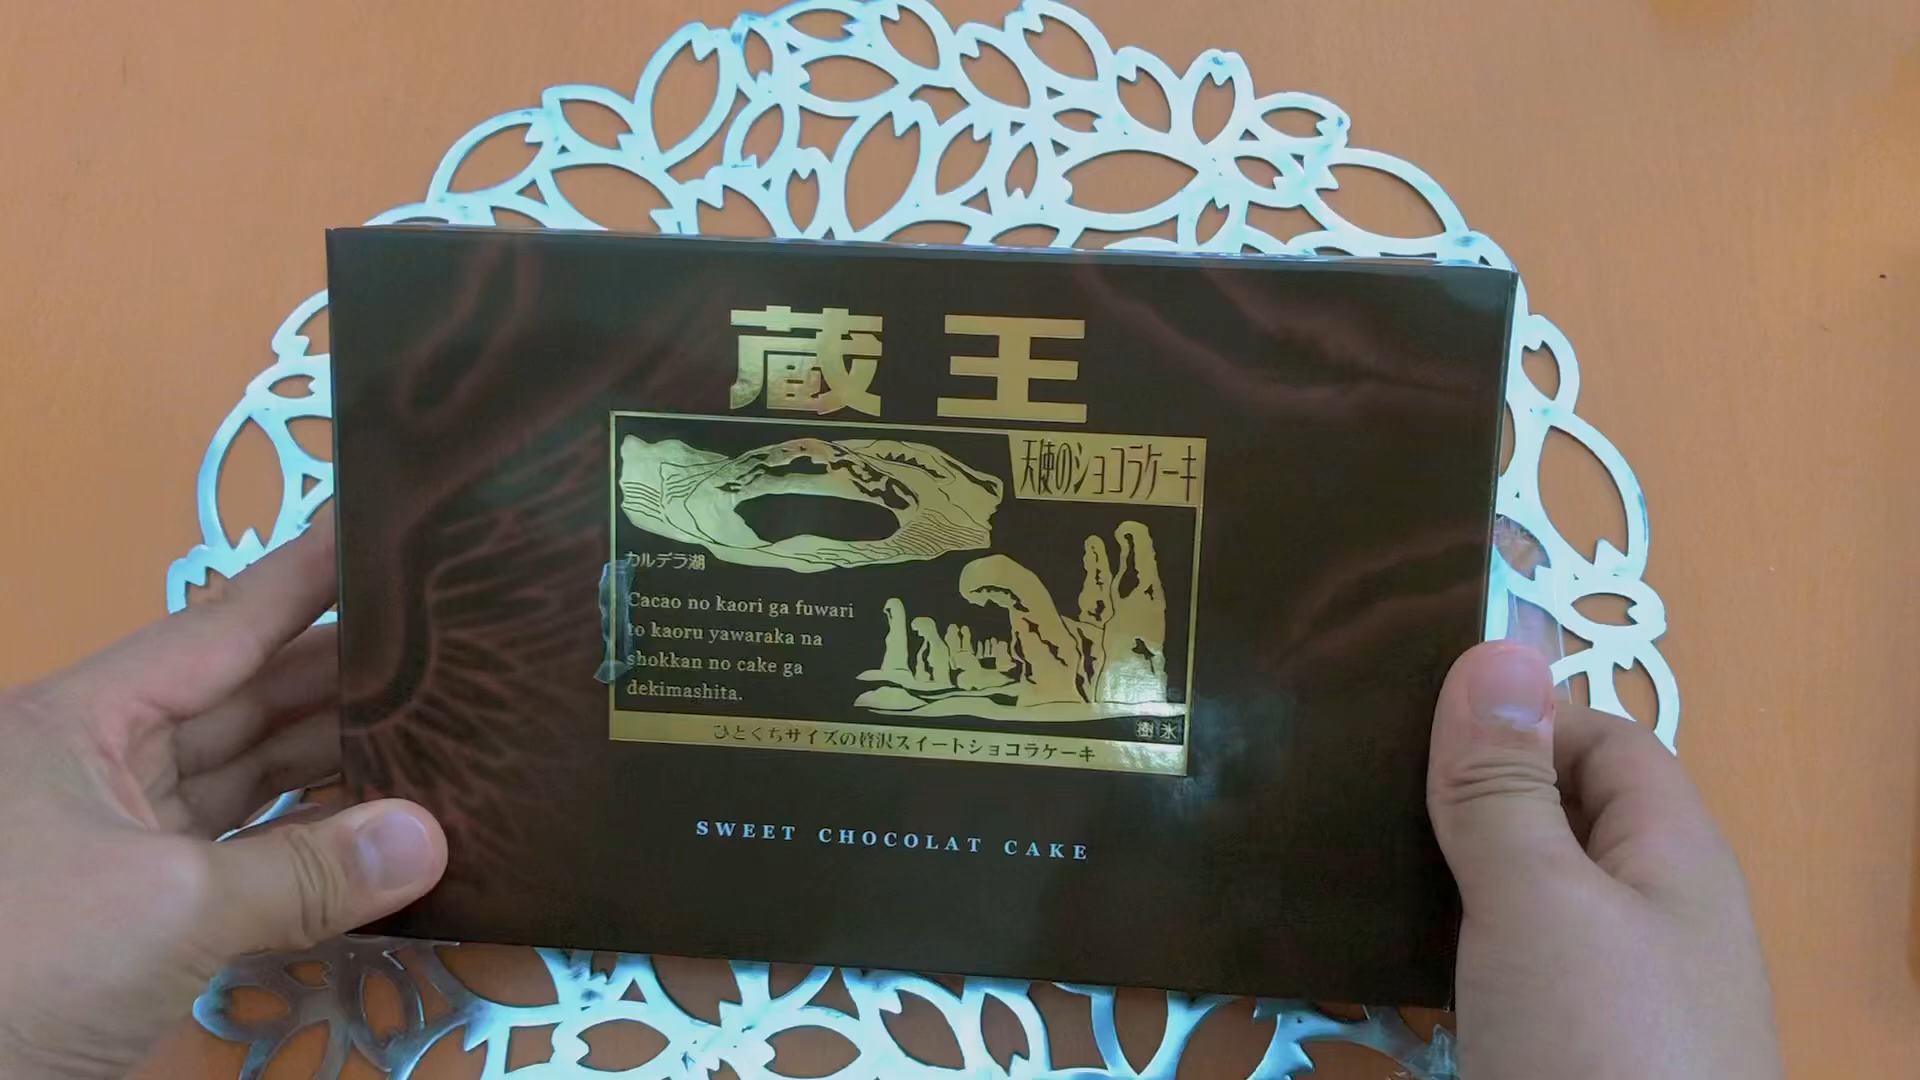 蔵王
天使のショコラケーキ
カルデラ湖
Cacao no kaori ga fuwari
to kaoru yawaraka na
shokkan no cake ga
dekimashita.
樹氷
ひとくちサイズの贅沢スイートショコラケーキ
SWEET CHOCOLAT CAKE